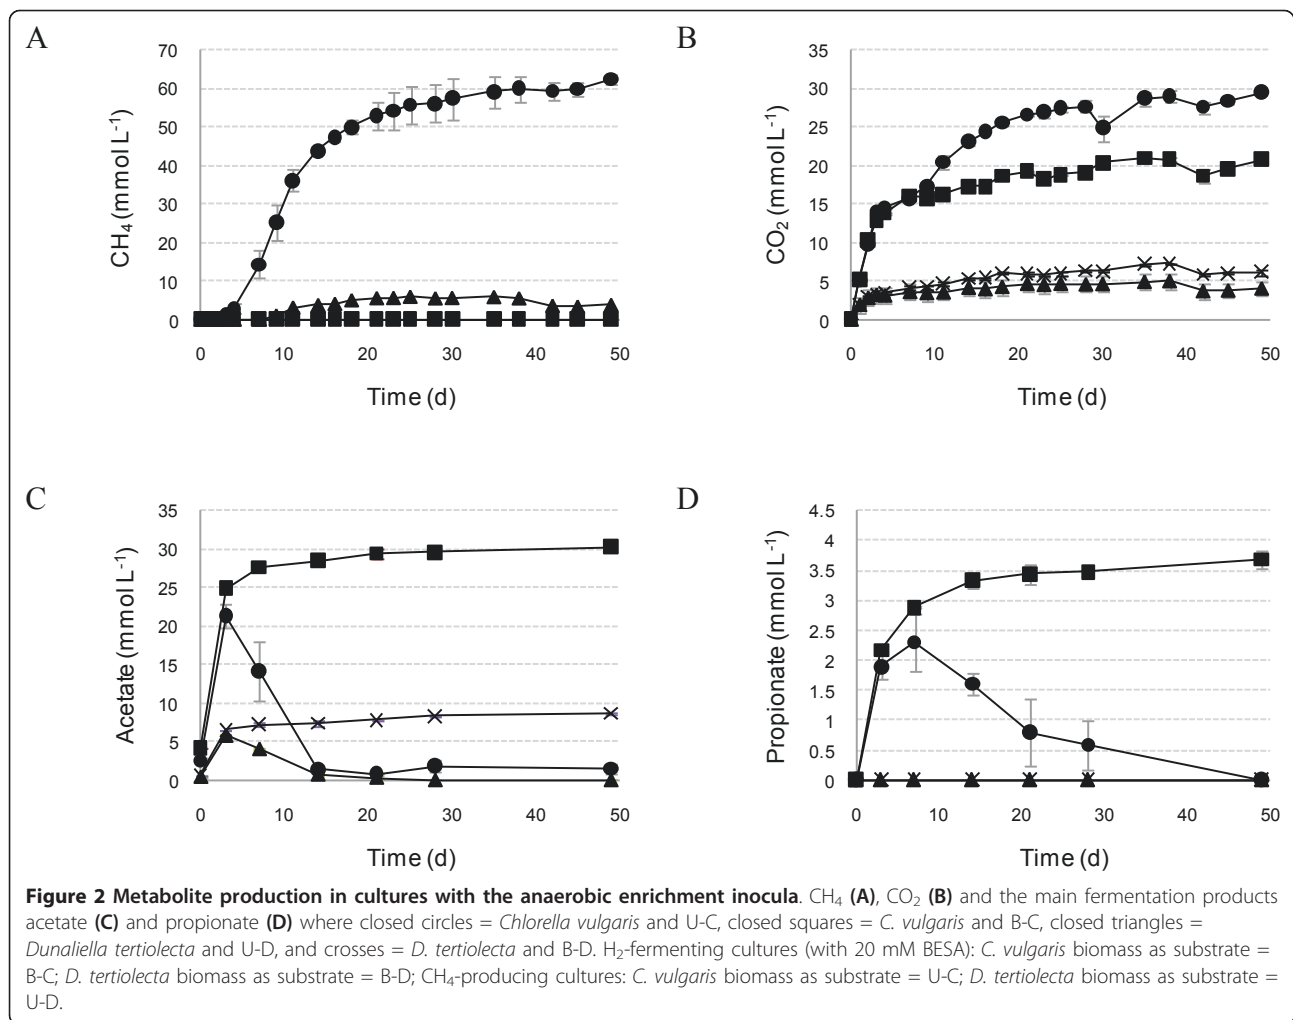 A
CH₄ (mmol L⁻¹)
70
60
50
40
30
20
10
0
0 10 20 30 40 50
Time (d)
B
CO₂ (mmol L⁻¹)
35
30
25
20
15
10
5
0
0 10 20 30 40 50
Time (d)
C
Acetate (mmol L⁻¹)
35
30
25
20
15
10
5
0
0 10 20 30 40 50
Time (d)
D
Propionate (mmol L⁻¹)
4.5
4
3.5
3
2.5
2
1.5
1
0.5
0
0 10 20 30 40 50
Time (d)
Figure 2 Metabolite production in cultures with the anaerobic enrichment inocula. CH₄ (A), CO₂ (B) and the main fermentation products
acetate (C) and propionate (D) where closed circles = Chlorella vulgaris and U-C, closed squares = C. vulgaris and B-C, closed triangles =
Dunaliella tertiolecta and U-D, and crosses = D. tertiolecta and B-D. H₂-fermenting cultures (with 20 mM BESA): C. vulgaris biomass as substrate =
B-C; D. tertiolecta biomass as substrate = B-D; CH₄-producing cultures: C. vulgaris biomass as substrate = U-C; D. tertiolecta biomass as substrate =
U-D.